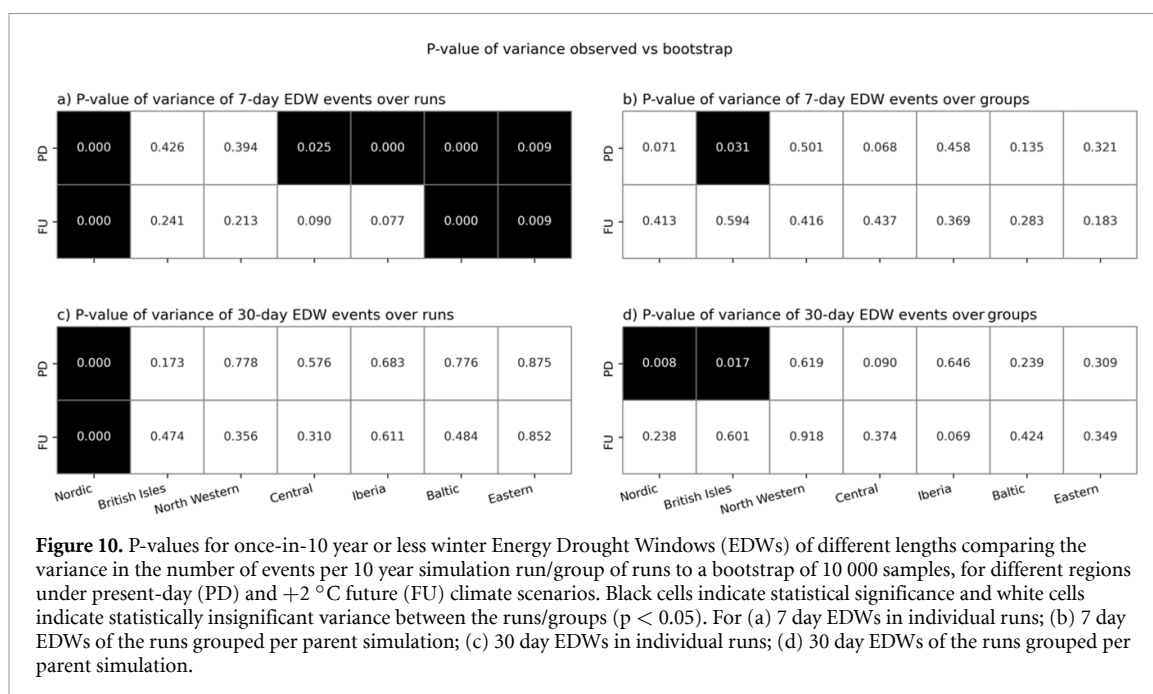 P-value of variance observed vs bootstrap
a) P-value of variance of 7-day EDW events over runs
PD 0.000 0.426 0.394 0.025 0.000 0.000 0.009
FU 0.000 0.241 0.213 0.090 0.077 0.000 0.009
b) P-value of variance of 7-day EDW events over groups
PD 0.071 0.031 0.501 0.068 0.458 0.135 0.321
FU 0.413 0.594 0.416 0.437 0.369 0.283 0.183
c) P-value of variance of 30-day EDW events over runs
PD 0.000 0.173 0.778 0.576 0.683 0.776 0.875
FU 0.000 0.474 0.356 0.310 0.611 0.484 0.852
Nordic British Isles North Western Central Iberia Baltic Eastern
d) P-value of variance of 30-day EDW events over groups
PD 0.008 0.017 0.619 0.090 0.646 0.239 0.309
FU 0.238 0.601 0.918 0.374 0.069 0.424 0.349
Nordic British Isles North Western Central Iberia Baltic Eastern
Figure 10. P-values for once-in-10 year or less winter Energy Drought Windows (EDWs) of different lengths comparing the
variance in the number of events per 10 year simulation run/group of runs to a bootstrap of 10 000 samples, for different regions
under present-day (PD) and +2 °C future (FU) climate scenarios. Black cells indicate statistical significance and white cells
indicate statistically insignificant variance between the runs/groups (p < 0.05). For (a) 7 day EDWs in individual runs; (b) 7 day
EDWs of the runs grouped per parent simulation; (c) 30 day EDWs in individual runs; (d) 30 day EDWs of the runs grouped per
parent simulation.